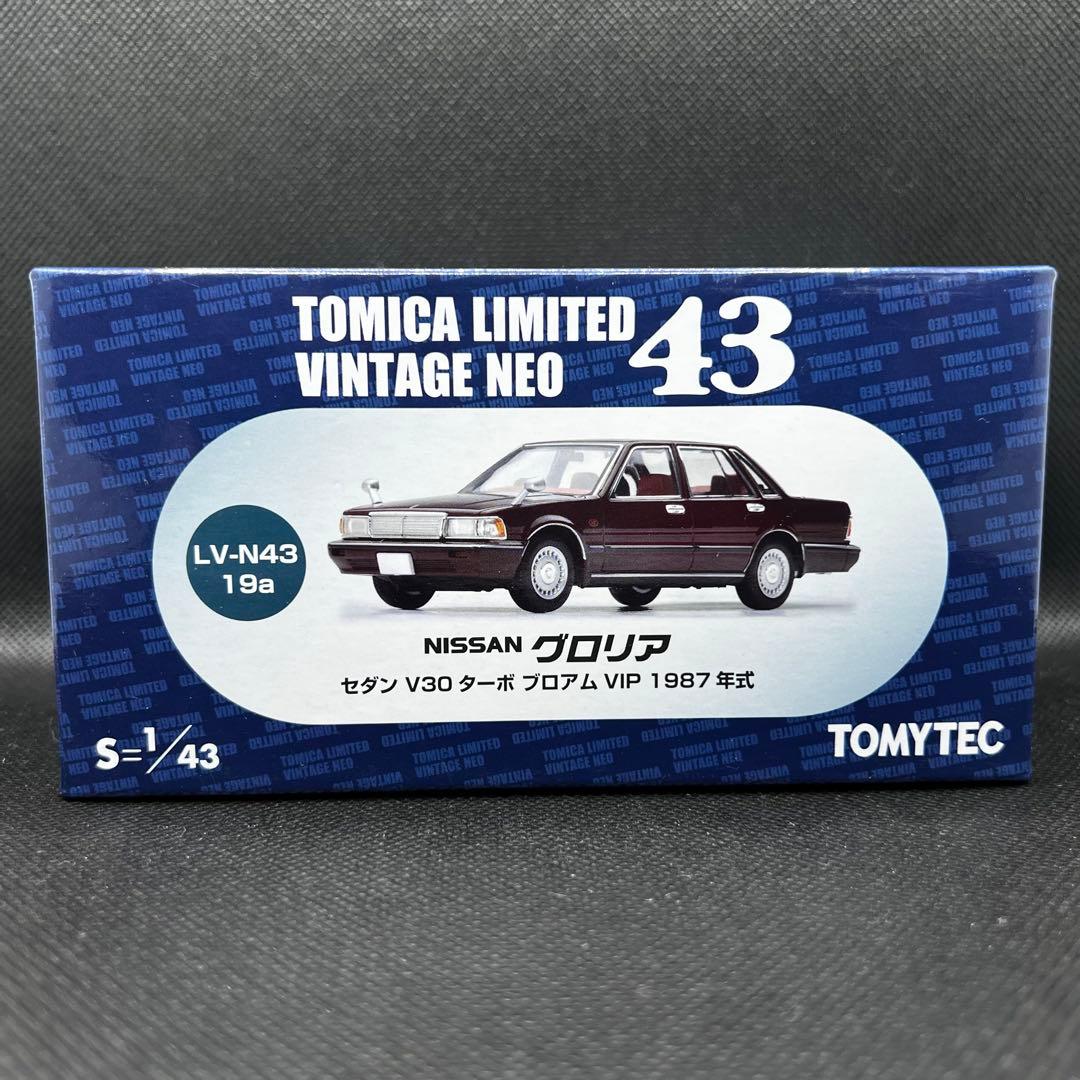 TOMICA LIMITED
VINTAGE NEO 43
LV-N43
19a
NISSAN グロリア
セダン V30 ターボ ブロアム VIP 1987 年式
S=1/43
TOMYTEC